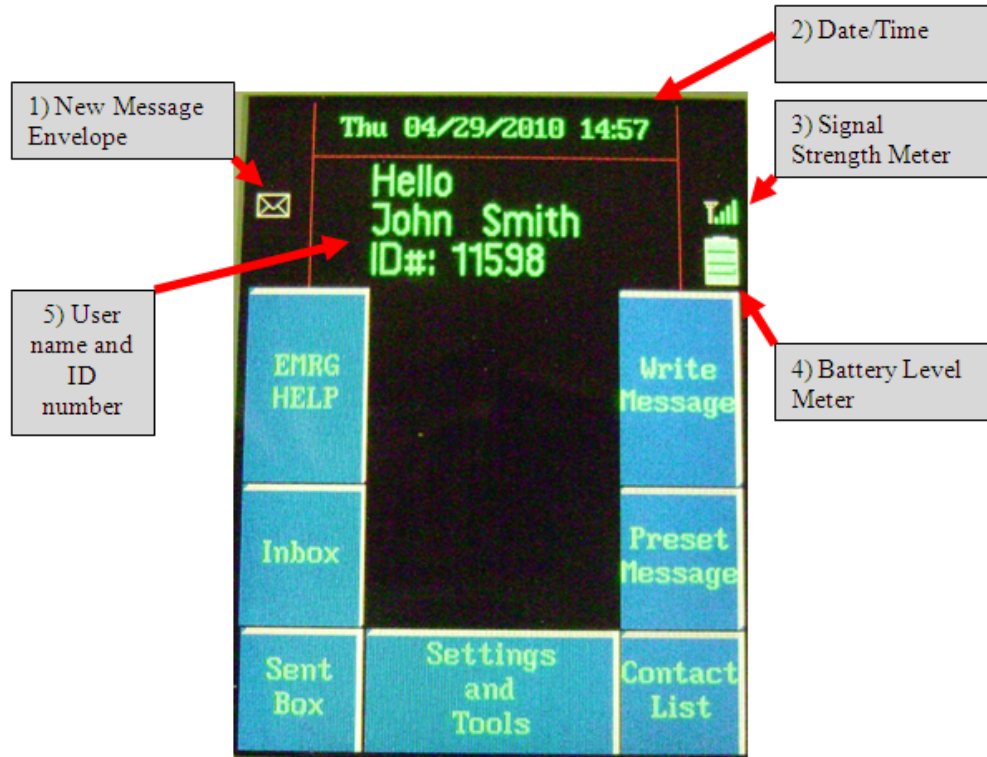 2) Date/Time
1) New Message
Envelope
3) Signal
Strength Meter
Thu 04/29/2010 14:57
Hello
John Smith
ID#: 11598
5) User
name and
ID
number
4) Battery Level
Meter
EMRG
HELP
Write
Message
Inbox
Preset
Message
Sent
Box
Settings
and
Tools
Contact
List